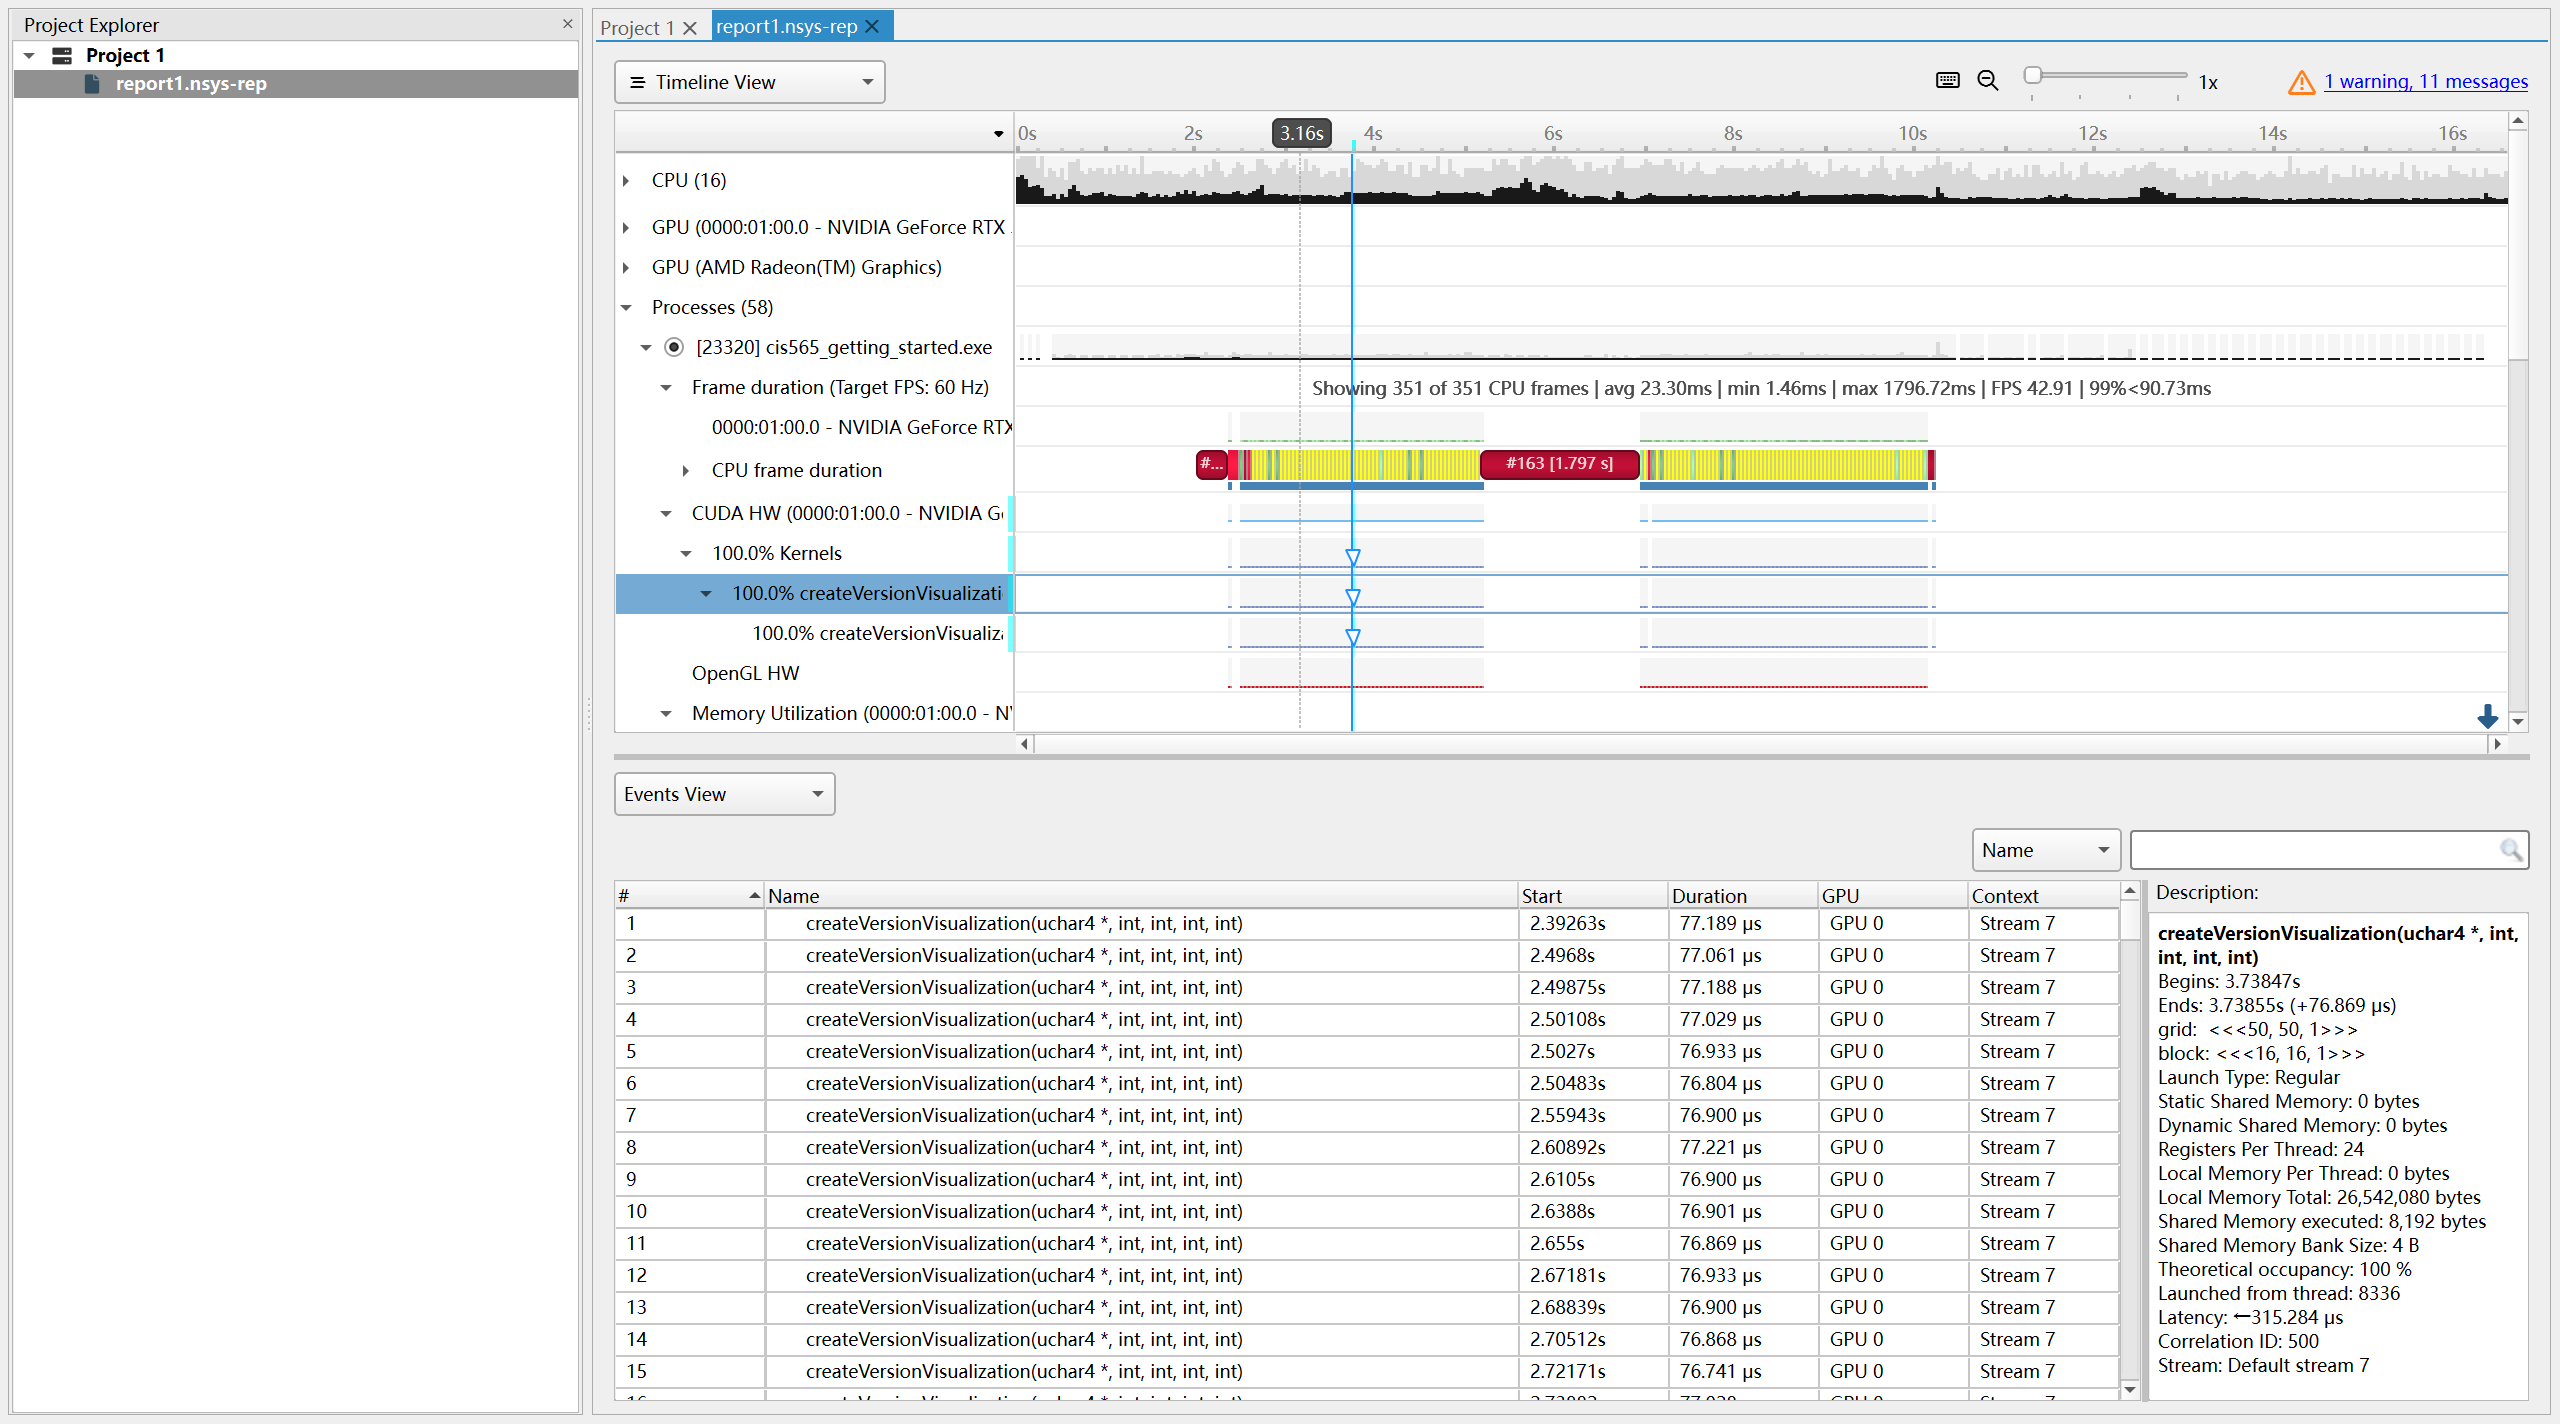 Project Explorer
Project 1
report1.nsys-rep
Project 1
report1.nsys-rep
Timeline View
1x
1 warning, 11 messages
0s 2s 3.16s 4s 6s 8s 10s 12s 14s 16s
CPU (16)
GPU (0000:01:00.0 - NVIDIA GeForce RTX
GPU (AMD Radeon(TM) Graphics)
Processes (58)
[23320] cis565_getting_started.exe
Frame duration (Target FPS: 60 Hz)
Showing 351 of 351 CPU frames | avg 23.30ms | min 1.46ms | max 1796.72ms | FPS 42.91 | 99%<90.73ms
0000:01:00.0 - NVIDIA GeForce RTX
CPU frame duration
#... #163 [1.797 s]
CUDA HW (0000:01:00.0 - NVIDIA Ge
100.0% Kernels
100.0% createVersionVisualizati
100.0% createVersionVisualiza
OpenGL HW
Memory Utilization (0000:01:00.0 - NV
Events View
Name
# Name Start Duration GPU Context
1 createVersionVisualization(uchar4 *, int, int, int, int) 2.39263s 77.189 μs GPU 0 Stream 7
2 createVersionVisualization(uchar4 *, int, int, int, int) 2.4968s 77.061 μs GPU 0 Stream 7
3 createVersionVisualization(uchar4 *, int, int, int, int) 2.49875s 77.188 μs GPU 0 Stream 7
4 createVersionVisualization(uchar4 *, int, int, int, int) 2.50108s 77.029 μs GPU 0 Stream 7
5 createVersionVisualization(uchar4 *, int, int, int, int) 2.5027s 76.933 μs GPU 0 Stream 7
6 createVersionVisualization(uchar4 *, int, int, int, int) 2.50483s 76.804 μs GPU 0 Stream 7
7 createVersionVisualization(uchar4 *, int, int, int, int) 2.55943s 76.900 μs GPU 0 Stream 7
8 createVersionVisualization(uchar4 *, int, int, int, int) 2.60892s 77.221 μs GPU 0 Stream 7
9 createVersionVisualization(uchar4 *, int, int, int, int) 2.6105s 76.900 μs GPU 0 Stream 7
10 createVersionVisualization(uchar4 *, int, int, int, int) 2.6388s 76.901 μs GPU 0 Stream 7
11 createVersionVisualization(uchar4 *, int, int, int, int) 2.655s 76.869 μs GPU 0 Stream 7
12 createVersionVisualization(uchar4 *, int, int, int, int) 2.67181s 76.933 μs GPU 0 Stream 7
13 createVersionVisualization(uchar4 *, int, int, int, int) 2.68839s 76.900 μs GPU 0 Stream 7
14 createVersionVisualization(uchar4 *, int, int, int, int) 2.70512s 76.868 μs GPU 0 Stream 7
15 createVersionVisualization(uchar4 *, int, int, int, int) 2.72171s 76.741 μs GPU 0 Stream 7
Description:
createVersionVisualization(uchar4 *, int,
int, int, int)
Begins: 3.73847s
Ends: 3.73855s (+76.869 μs)
grid: <<<50, 50, 1>>>
block: <<<16, 16, 1>>>
Launch Type: Regular
Static Shared Memory: 0 bytes
Dynamic Shared Memory: 0 bytes
Registers Per Thread: 24
Local Memory Per Thread: 0 bytes
Local Memory Total: 26,542,080 bytes
Shared Memory executed: 8,192 bytes
Shared Memory Bank Size: 4 B
Theoretical occupancy: 100 %
Launched from thread: 8336
Latency: ←315.284 μs
Correlation ID: 500
Stream: Default stream 7